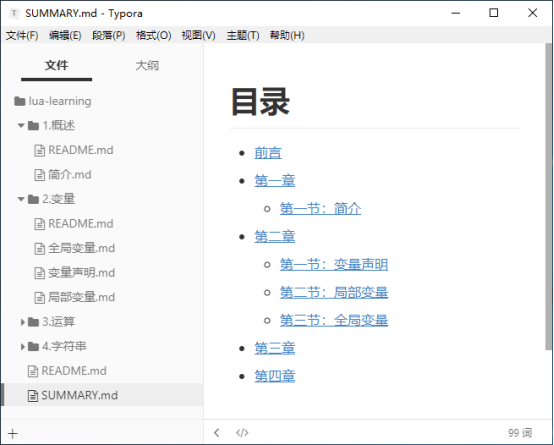 SUMMARY.md - Typora
文件(F) 编辑(E) 段落(P) 格式(O) 视图(V) 主题(T) 帮助(H)
文件 大纲
lua-learning
1.概述
README.md
简介.md
2.变量
README.md
全局变量.md
变量声明.md
局部变量.md
3.运算
4.字符串
README.md
SUMMARY.md
目录
前言
第一章
第一节：简介
第二章
第一节：变量声明
第二节：局部变量
第三节：全局变量
第三章
第四章
99 词